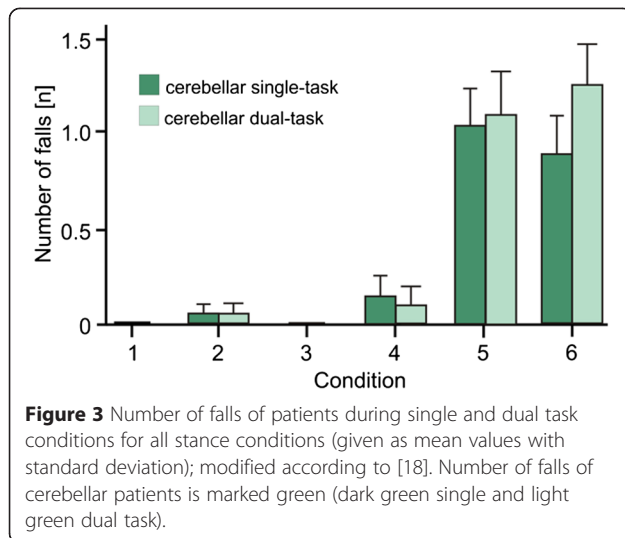 1.5
cerebellar single-task
cerebellar dual-task
1.0
0.5
0
Number of falls [n]
1 2 3 4 5 6
Condition
Figure 3 Number of falls of patients during single and dual task
conditions for all stance conditions (given as mean values with
standard deviation); modified according to [18]. Number of falls of
cerebellar patients is marked green (dark green single and light
green dual task).